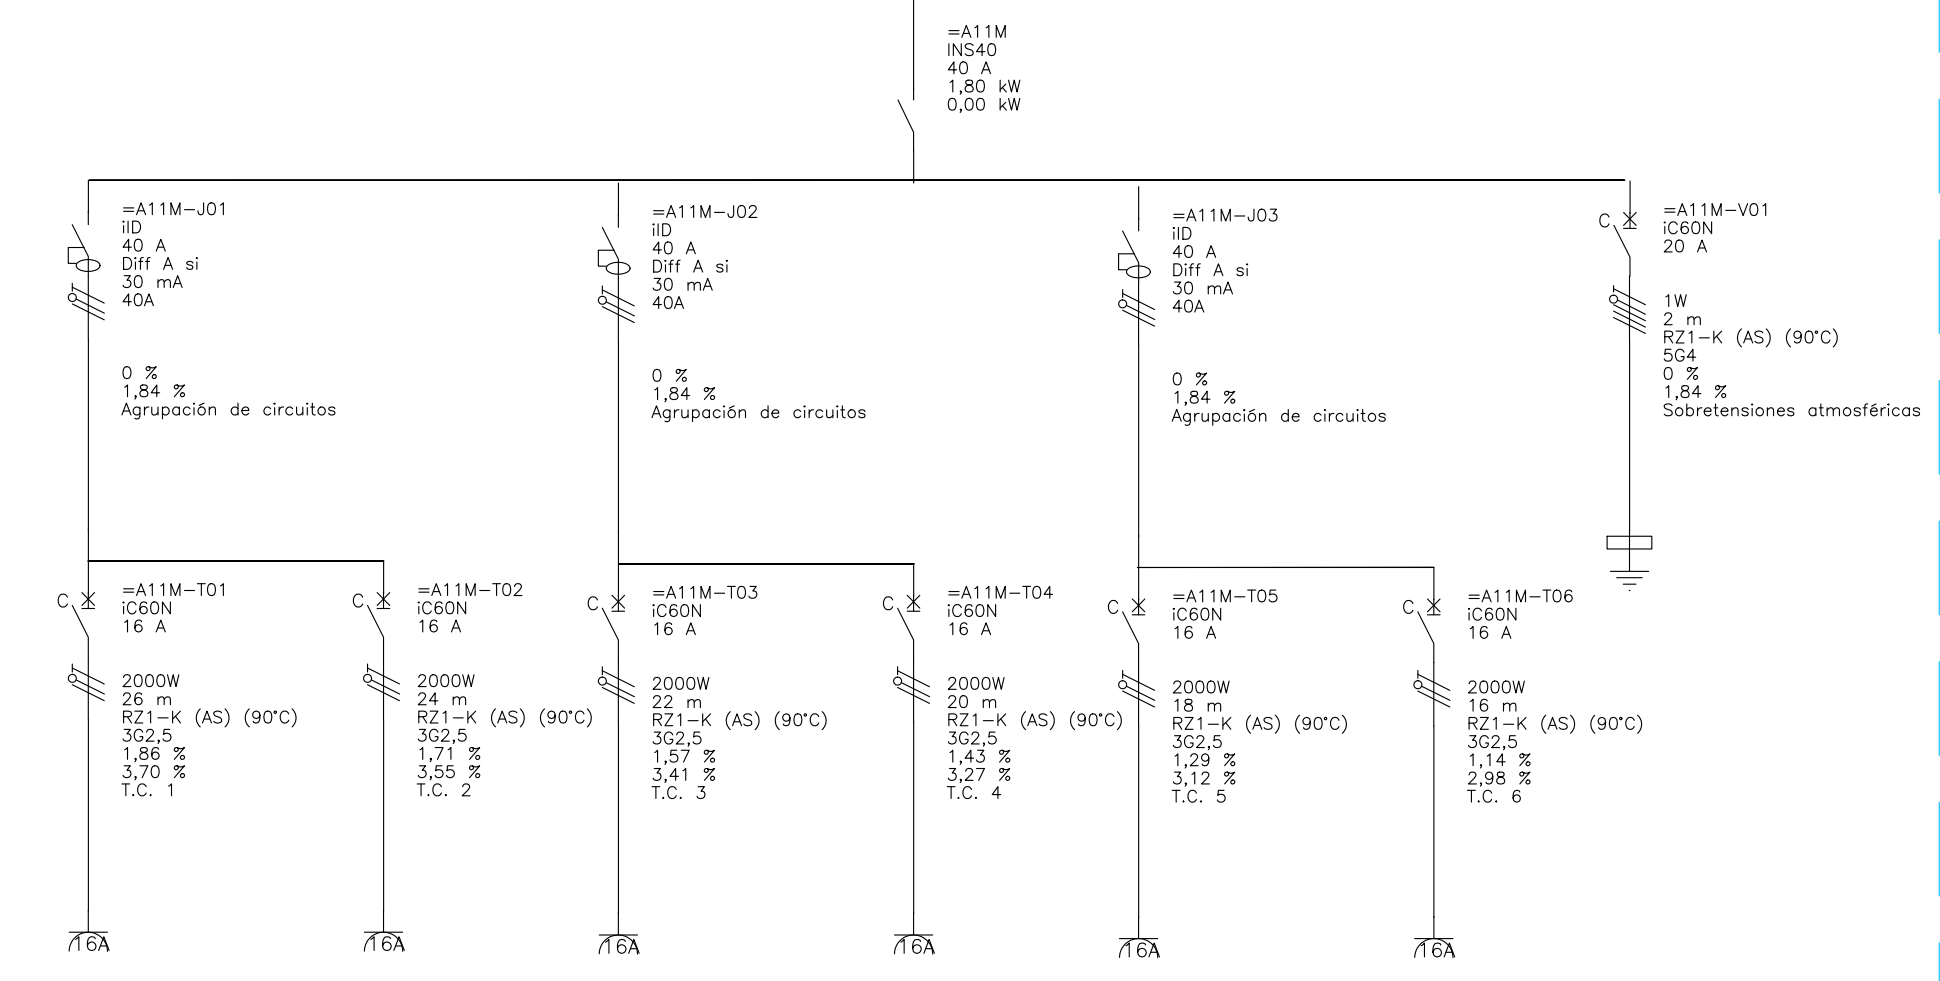 =A11M
INS40
40 A
1,80 kW
0,00 kW
=A11M-J01
iID
40 A
Diff A si
30 mA
40A
0 %
1,84 %
Agrupación de circuitos
=A11M-J02
iID
40 A
Diff A si
30 mA
40A
0 %
1,84 %
Agrupación de circuitos
=A11M-J03
iID
40 A
Diff A si
30 mA
40A
0 %
1,84 %
Agrupación de circuitos
C
=A11M-V01
iC60N
20 A
1W
2 m
RZ1-K (AS) (90°C)
5G4
0 %
1,84 %
Sobretensiones atmosféricas
C
=A11M-T01
iC60N
16 A
2000W
26 m
RZ1-K (AS) (90°C)
3G2,5
1,86 %
3,70 %
T.C. 1
16A
C
=A11M-T02
iC60N
16 A
2000W
24 m
RZ1-K (AS) (90°C)
3G2,5
1,71 %
3,55 %
T.C. 2
16A
C
=A11M-T03
iC60N
16 A
2000W
22 m
RZ1-K (AS) (90°C)
3G2,5
1,57 %
3,41 %
T.C. 3
16A
C
=A11M-T04
iC60N
16 A
2000W
20 m
RZ1-K (AS) (90°C)
3G2,5
1,43 %
3,27 %
T.C. 4
16A
C
=A11M-T05
iC60N
16 A
2000W
18 m
RZ1-K (AS) (90°C)
3G2,5
1,29 %
3,12 %
T.C. 5
16A
C
=A11M-T06
iC60N
16 A
2000W
16 m
RZ1-K (AS) (90°C)
3G2,5
1,14 %
2,98 %
T.C. 6
16A